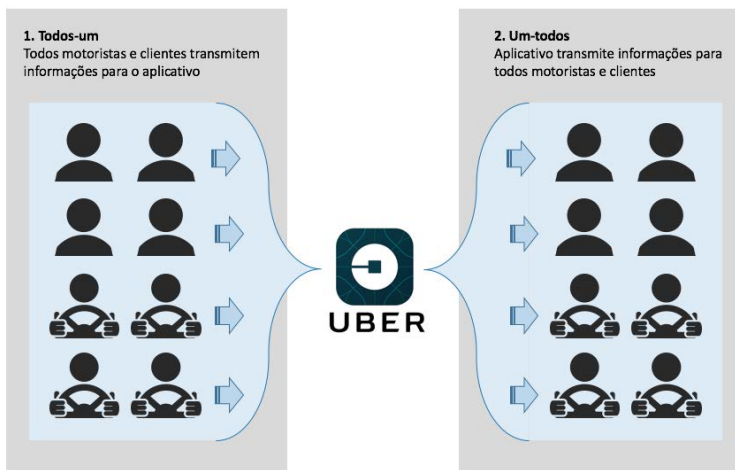 1. Todos-um
Todos motoristas e clientes transmitem
informações para o aplicativo
2. Um-todos
Aplicativo transmite informações para
todos motoristas e clientes
UBER